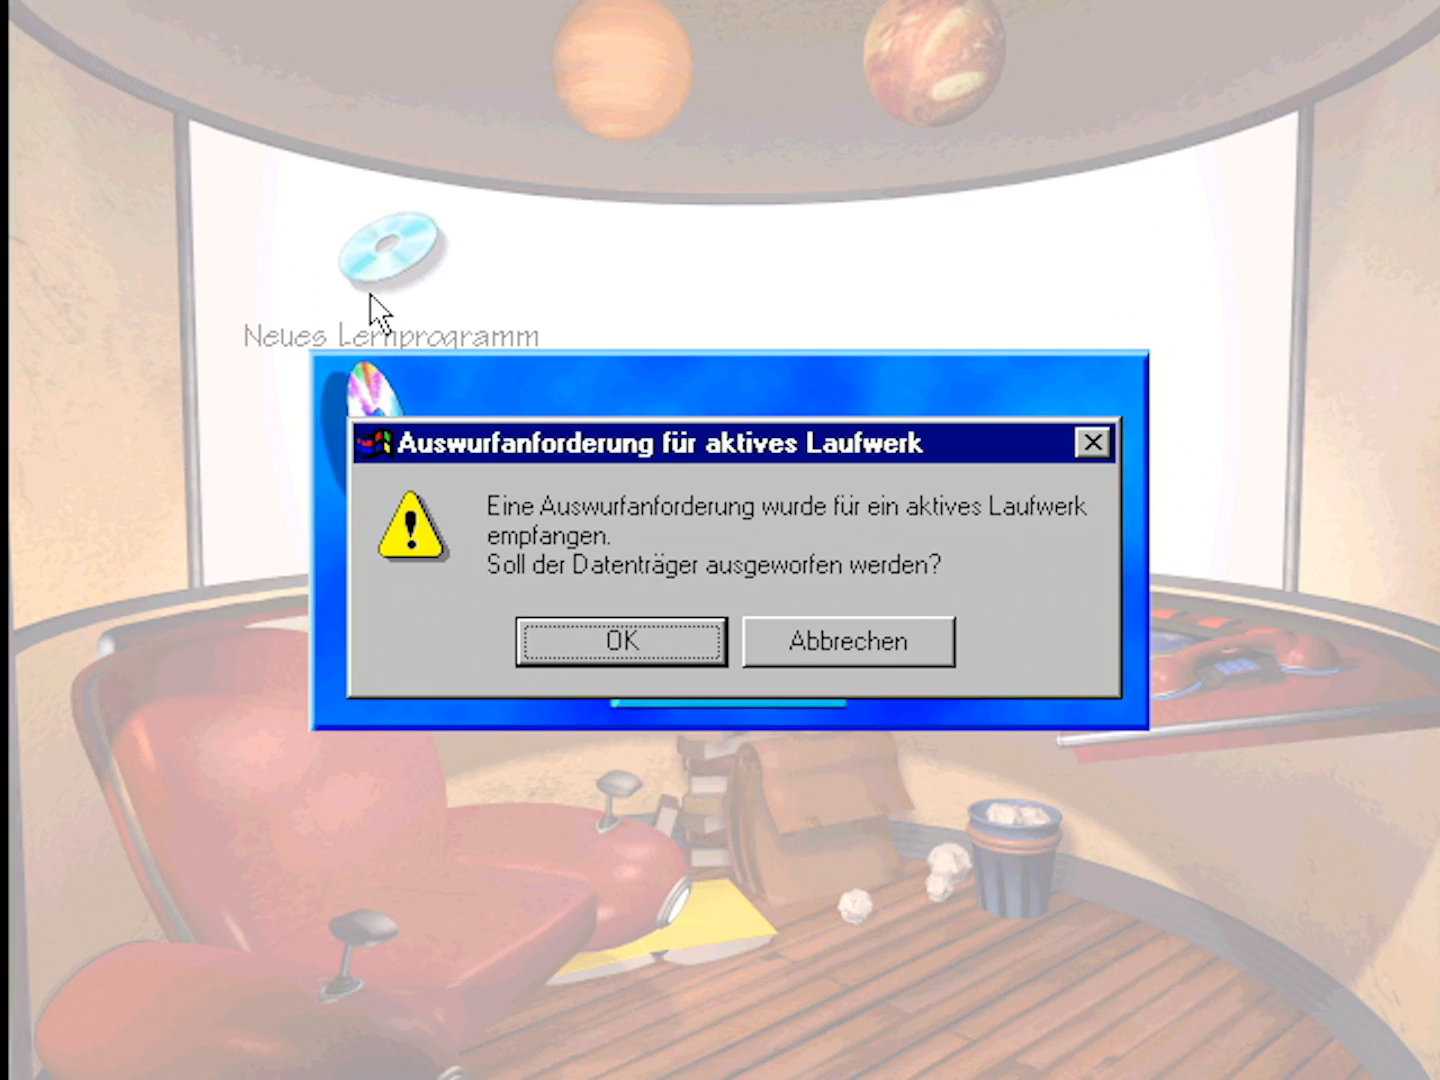 Neues Lernprogramm
Auswurfanforderung für aktives Laufwerk
Eine Auswurfanforderung wurde für ein aktives Laufwerk
empfangen.
Soll der Datenträger ausgeworfen werden?
OK
Abbrechen